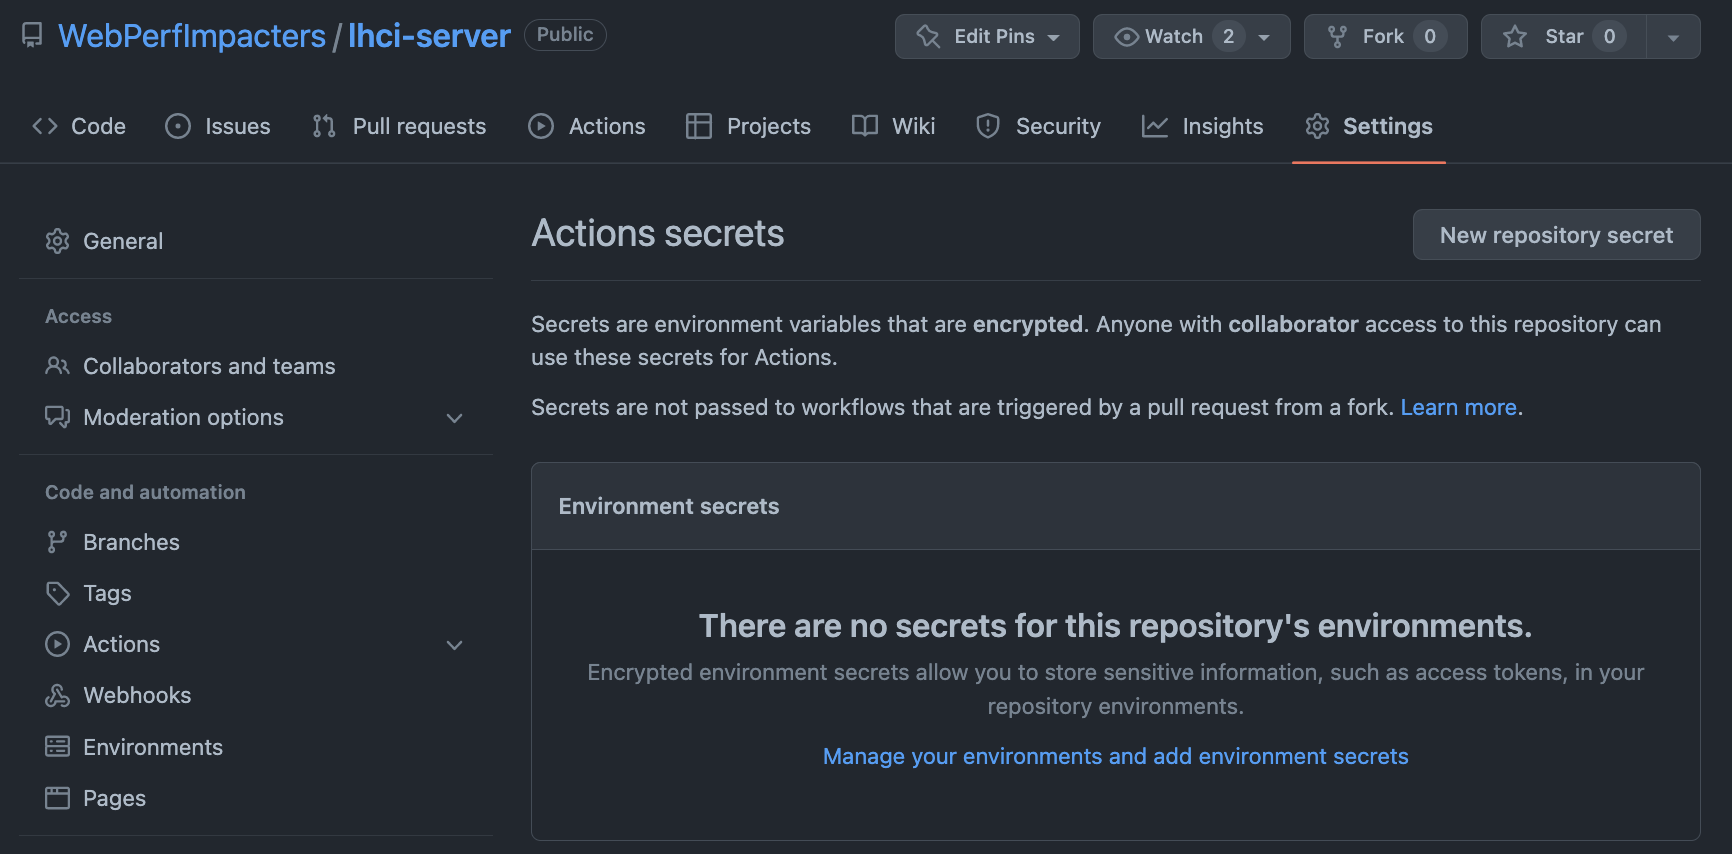 WebPerfImpacters / lhci-server Public
Edit Pins Watch 2 Fork 0 Star 0
Code Issues Pull requests Actions Projects Wiki Security Insights Settings
General
Access
Collaborators and teams
Moderation options
Code and automation
Branches
Tags
Actions
Webhooks
Environments
Pages
Actions secrets
New repository secret
Secrets are environment variables that are encrypted. Anyone with collaborator access to this repository can
use these secrets for Actions.
Secrets are not passed to workflows that are triggered by a pull request from a fork. Learn more.
Environment secrets
There are no secrets for this repository's environments.
Encrypted environment secrets allow you to store sensitive information, such as access tokens, in your
repository environments.
Manage your environments and add environment secrets